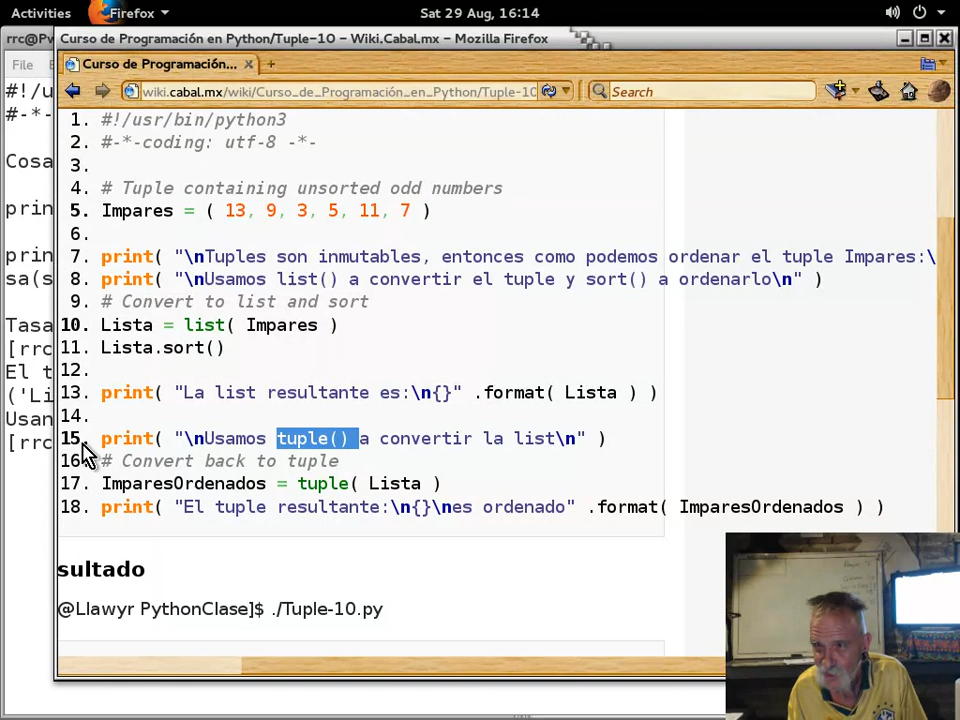 Activities Firefox Sat 29 Aug, 16:14
rrc@Pw Curso de Programación en Python/Tuple-10 – Wiki.Cabal.mx – Mozilla Firefox
File Curso de Programación... +
#!/u wiki.cabal.mx/wiki/Curso_de_Programación_en_Python/Tuple-10 Search
#-*-
Cosa
prin
prin
sa(s
Tasa
[rrc
El t
('Li
Usan
[rrc
1. #!/usr/bin/python3
2. #-*-coding: utf-8 -*-
3.
4. # Tuple containing unsorted odd numbers
5. Impares = ( 13, 9, 3, 5, 11, 7 )
6.
7. print( "\nTuples son inmutables, entonces como podemos ordenar el tuple Impares:\
8. print( "\nUsamos list() a convertir el tuple y sort() a ordenarlo\n" )
9. # Convert to list and sort
10. Lista = list( Impares )
11. Lista.sort()
12.
13. print( "La list resultante es:\n{}" .format( Lista ) )
14.
15. print( "\nUsamos tuple() a convertir la list\n" )
16. # Convert back to tuple
17. ImparesOrdenados = tuple( Lista )
18. print( "El tuple resultante:\n{}\nes ordenado" .format( ImparesOrdenados ) )
sultado
@Llawyr PythonClase]$ ./Tuple-10.py